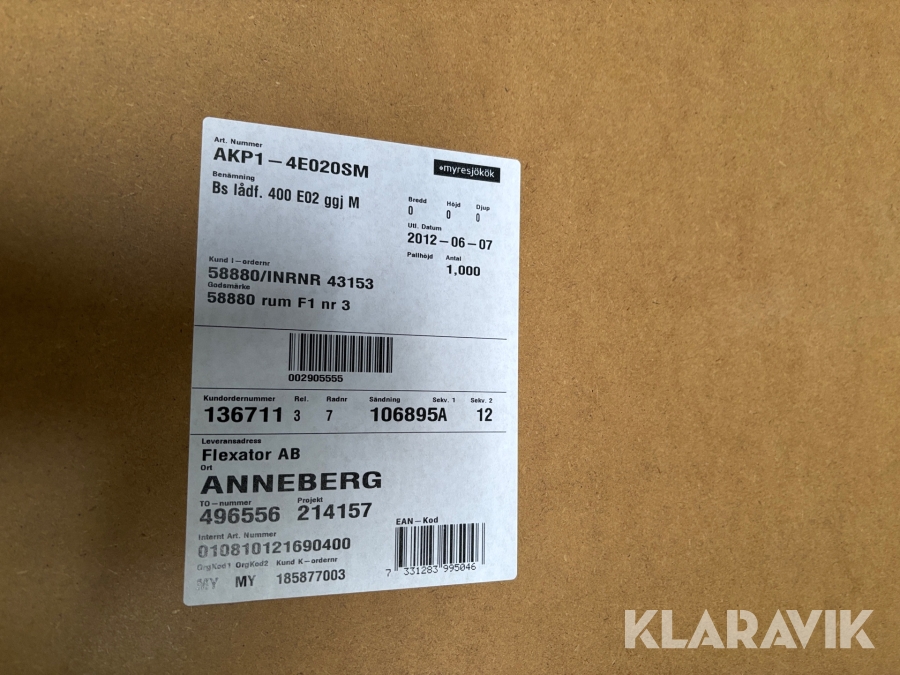 Art. Nummer
AKP1-4E020SM
•myresjökök
Benämning
Bs lådf. 400 E02 ggj M
Bredd Höjd Djup
0 0 0
Utl. Datum
2012-06-07
Pallhöjd Antal
1,000
Kund I-ordernr
58880/INRNR 43153
Godsmärke
58880 rum F1 nr 3
002905555
Kundordernummer Rel. Radnr Sändning Sekv. 1 Sekv. 2
136711 3 7 106895A 12
Leveransadress
Flexator AB
Ort
ANNEBERG
TO-nummer Projekt
496556 214157
Internt Art. Nummer
010810121690400
EAN-Kod
7 331283 995046
OrgKod1 OrgKod2 Kund K-ordernr
MY MY 185877003
KLARAVIK